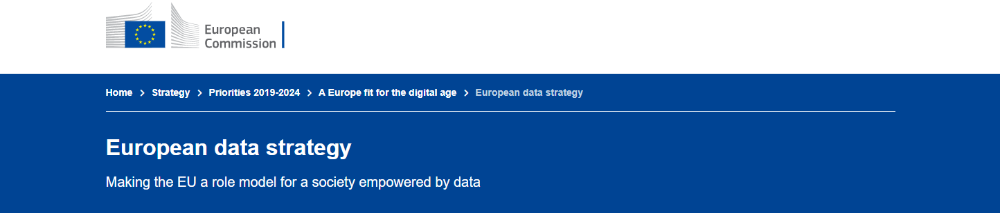 European
Commission
Home > Strategy > Priorities 2019-2024 > A Europe fit for the digital age > European data strategy
European data strategy
Making the EU a role model for a society empowered by data